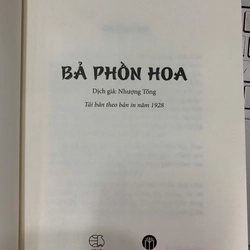 BẢ PHỒN HOA
Dịch giả: Nhượng Tống
Tái bản theo bản in năm 1928